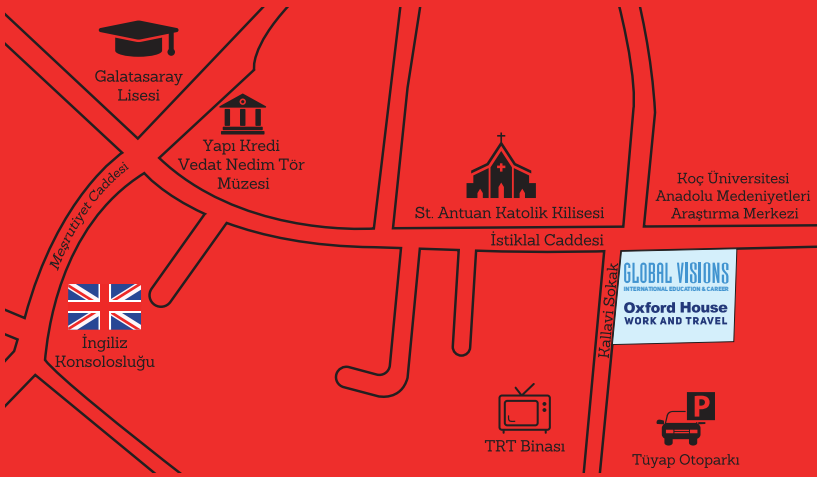 Galatasaray
Lisesi
Yapı Kredi
Vedat Nedim Tör
Müzesi
Meşrutiyet Caddesi
St. Antuan Katolik Kilisesi
Koç Üniversitesi
Anadolu Medeniyetleri
Araştırma Merkezi
İstiklal Caddesi
Kallavi Sokak
GLOBAL VISIONS
INTERNATIONAL EDUCATION & CAREER
Oxford House
WORK AND TRAVEL
İngiliz
Konsolosluğu
TRT Binası
P
Tüyap Otoparkı